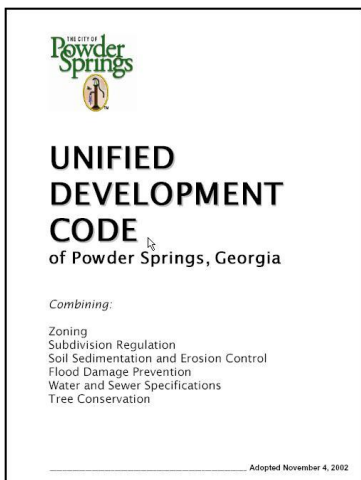 THE CITY OF
Powder
Springs
TM
UNIFIED
DEVELOPMENT
CODE
of Powder Springs, Georgia
Combining:
Zoning
Subdivision Regulation
Soil Sedimentation and Erosion Control
Flood Damage Prevention
Water and Sewer Specifications
Tree Conservation
Adopted November 4, 2002